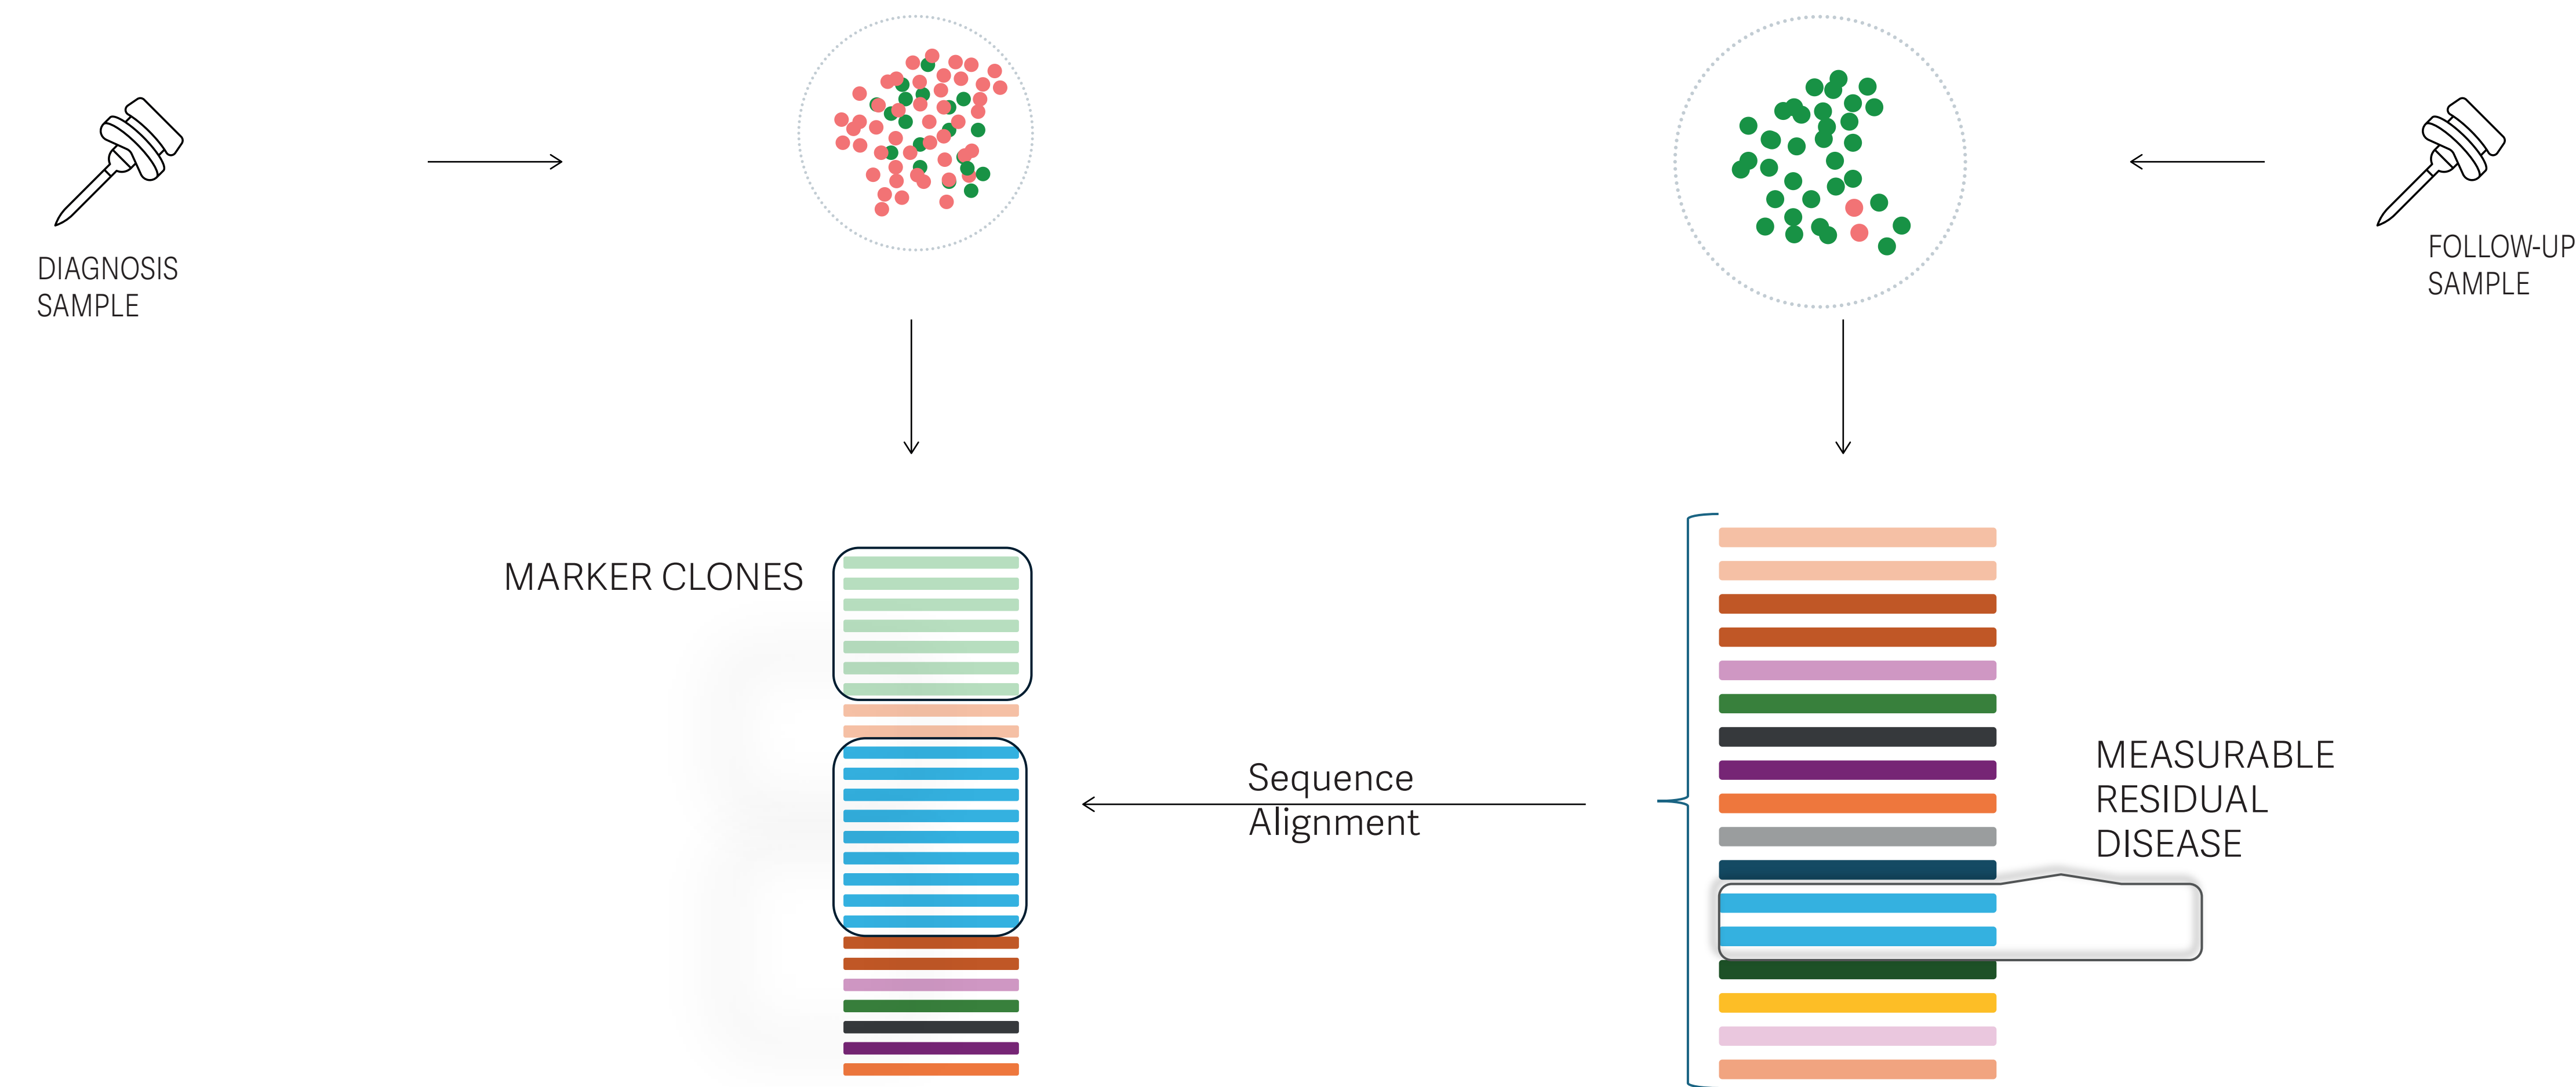 DIAGNOSIS
SAMPLE
FOLLOW-UP
SAMPLE
MARKER CLONES
Sequence
Alignment
MEASURABLE
RESIDUAL
DISEASE